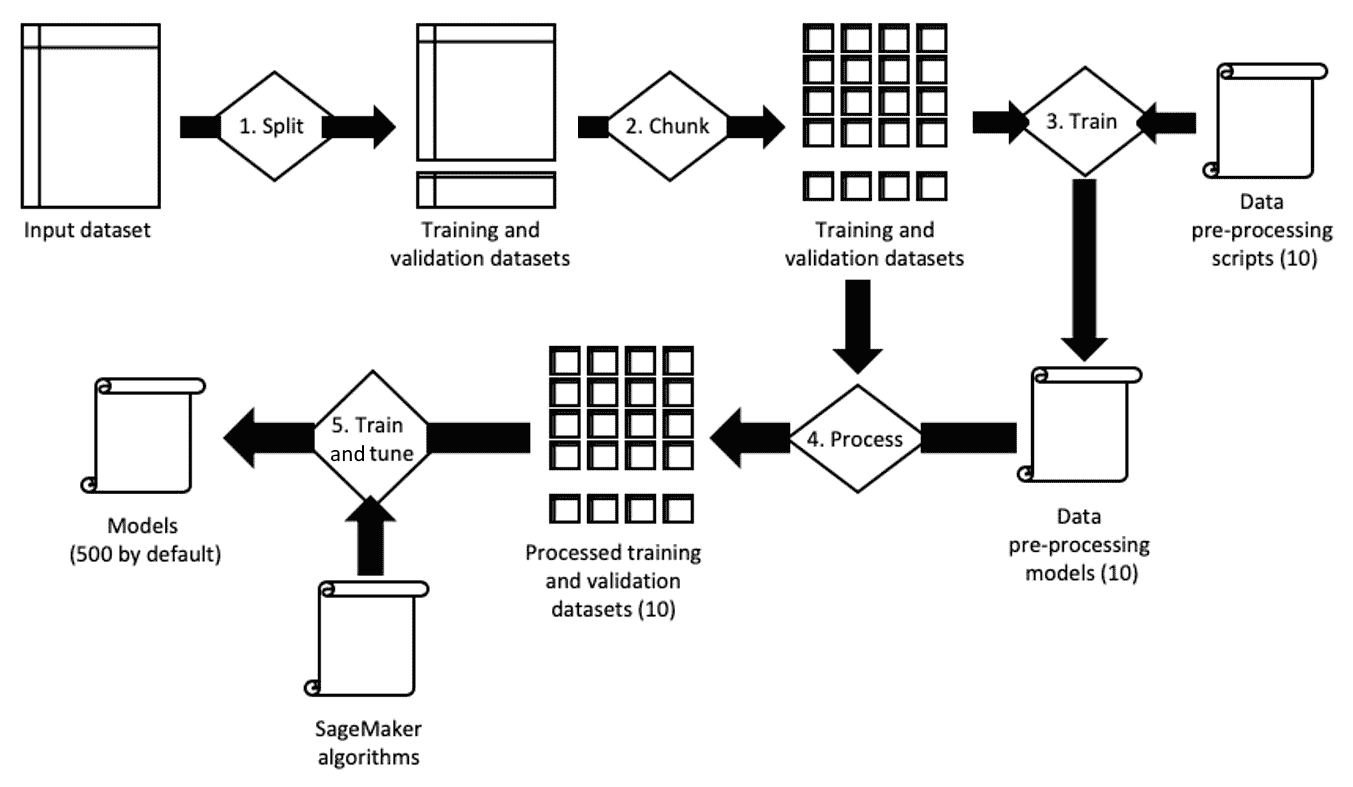 1. Split
2. Chunk
3. Train
Input dataset
Training and
validation datasets
Training and
validation datasets
Data
pre-processing
scripts (10)
5. Train
and tune
4. Process
Models
(500 by default)
Processed training
and validation
datasets (10)
Data
pre-processing
models (10)
SageMaker
algorithms